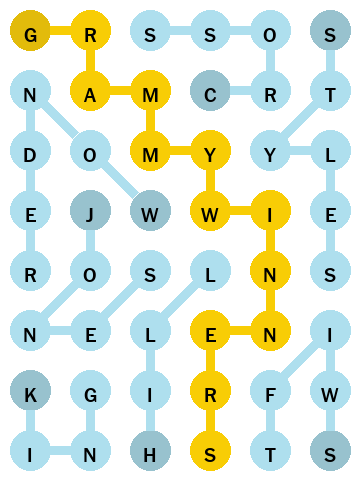 G R S S O S
N A M C R T
D O M Y Y L
E J W W I E
R O S L N S
N E L E N I
K G I R F W
I N H S T S